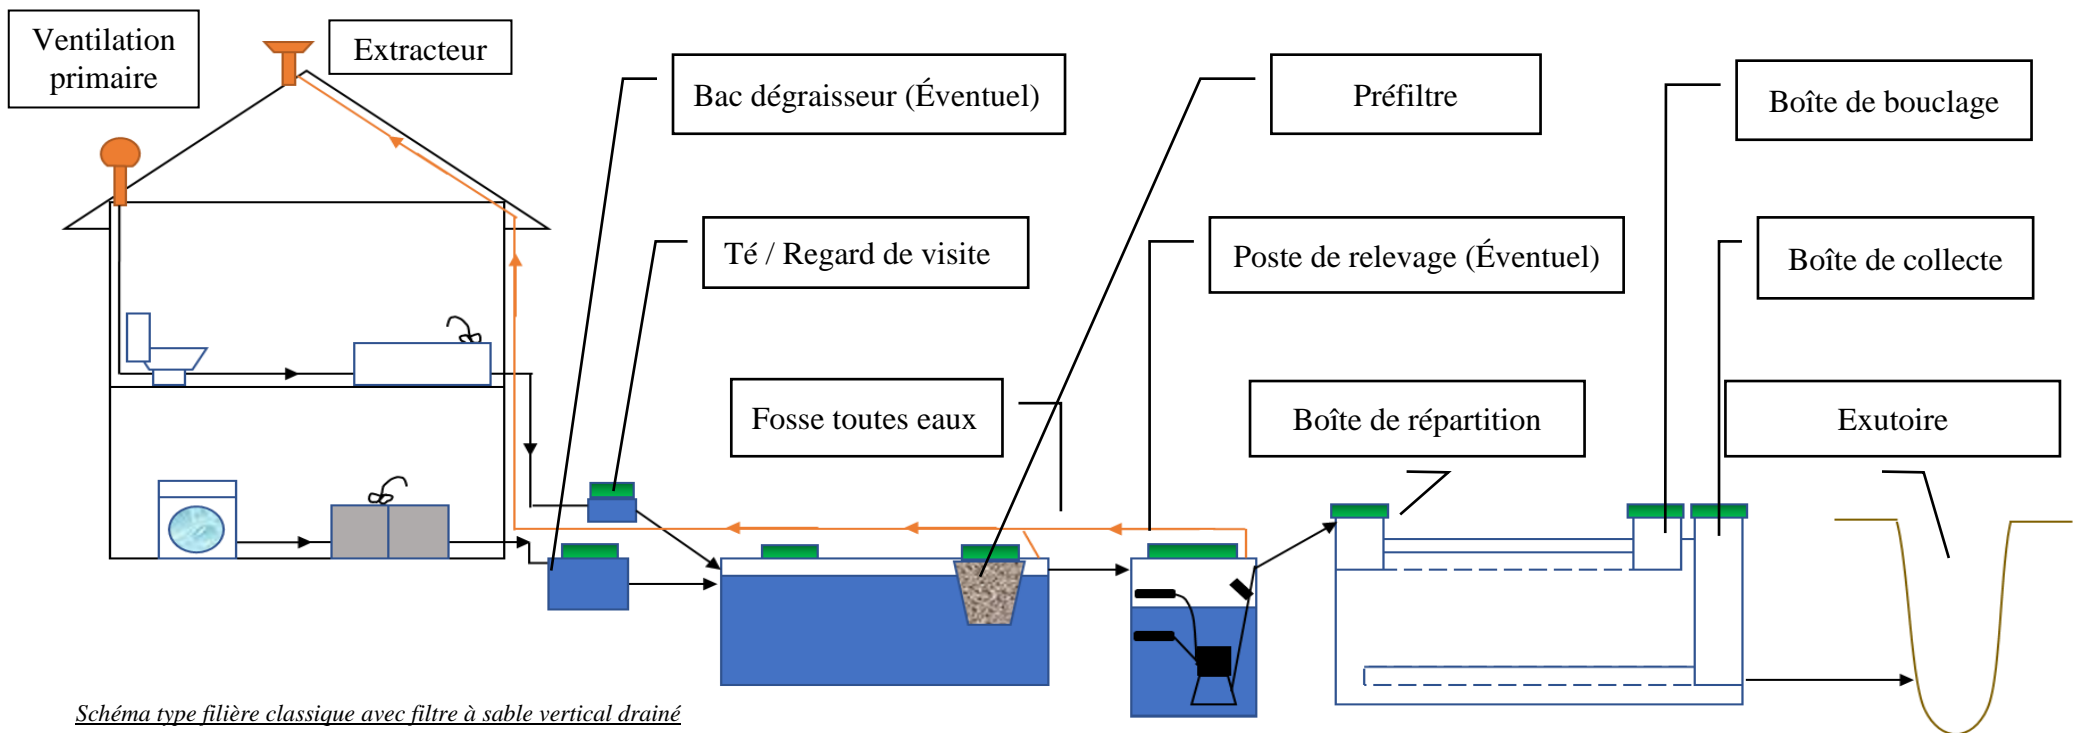 Ventilation
primaire
Extracteur
Bac dégraisseur (Éventuel)
Préfiltre
Boîte de bouclage
Té / Regard de visite
Poste de relevage (Éventuel)
Boîte de collecte
Fosse toutes eaux
Boîte de répartition
Exutoire
Schéma type filière classique avec filtre à sable vertical drainé